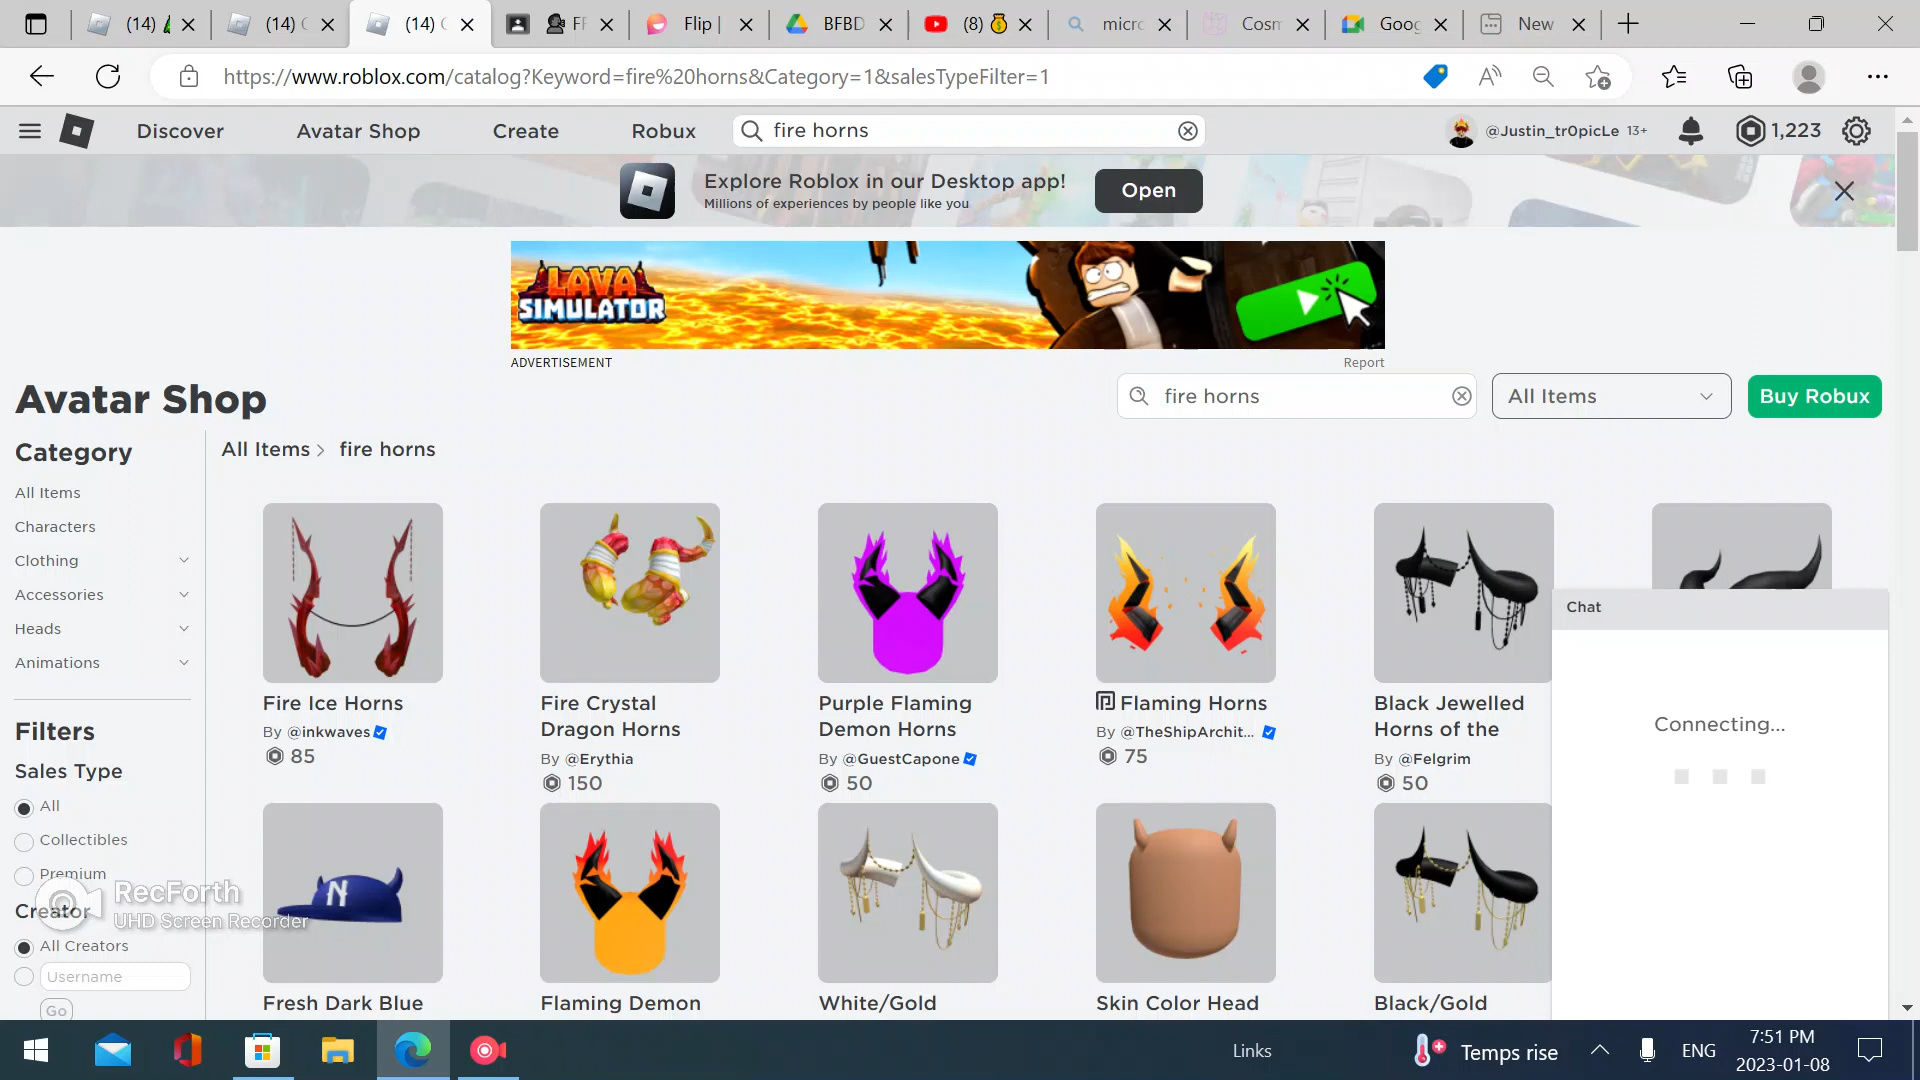 (14)
(14)
(14)
Flip |
BFBD
(8)
micro
Cosm
Goog
New
https://www.roblox.com/catalog?Keyword=fire%20horns&Category=1&salesTypeFilter=1
Discover
Avatar Shop
Create
Robux
fire horns
@Justin_tr0picLe 13+
1,223
Explore Roblox in our Desktop app!
Millions of experiences by people like you
Open
LAVA
SIMULATOR
ADVERTISEMENT
Report
Avatar Shop
fire horns
All Items
Buy Robux
Category
All Items
Characters
Clothing
Accessories
Heads
Animations
Filters
Sales Type
All
Collectibles
Premium
Creator
All Creators
Username
Go
RecForth
UHD Screen Recorder
All Items > fire horns
Fire Ice Horns
By @inkwaves
85
Fire Crystal
Dragon Horns
By @Erythia
150
Purple Flaming
Demon Horns
By @GuestCapone
50
Flaming Horns
By @TheShipArchit...
75
Black Jewelled
Horns of the
By @Felgrim
50
N
Fresh Dark Blue
Flaming Demon
White/Gold
Skin Color Head
Black/Gold
Chat
Connecting...
Links
Temps rise
ENG
7:51 PM
2023-01-08